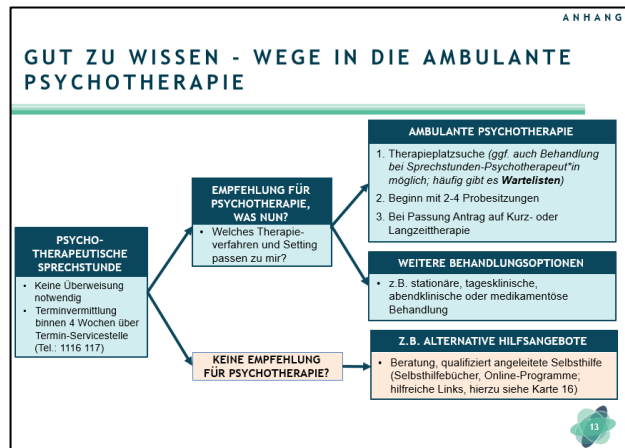 ANHANG
GUT ZU WISSEN - WEGE IN DIE AMBULANTE
PSYCHOTHERAPIE
PSYCHO-
THERAPEUTISCHE
SPRECHSTUNDE
• Keine Überweisung
notwendig
• Terminvermittlung
binnen 4 Wochen über
Termin-Servicestelle
(Tel.: 1116 117)
EMPFEHLUNG FÜR
PSYCHOTHERAPIE,
WAS NUN?
• Welches Therapie-
verfahren und Setting
passen zu mir?
KEINE EMPFEHLUNG
FÜR PSYCHOTHERAPIE?
AMBULANTE PSYCHOTHERAPIE
1. Therapieplatzsuche (ggf. auch Behandlung
bei Sprechstunden-Psychotherapeut*in
möglich; häufig gibt es Wartelisten)
2. Beginn mit 2-4 Probesitzungen
3. Bei Passung Antrag auf Kurz- oder
Langzeittherapie
WEITERE BEHANDLUNGSOPTIONEN
• z.B. stationäre, tagesklinische,
abendklinische oder medikamentöse
Behandlung
Z.B. ALTERNATIVE HILFSANGEBOTE
• Beratung, qualifiziert angeleitete Selbsthilfe
(Selbsthilfebücher, Online-Programme;
hilfreiche Links, hierzu siehe Karte 16)
13